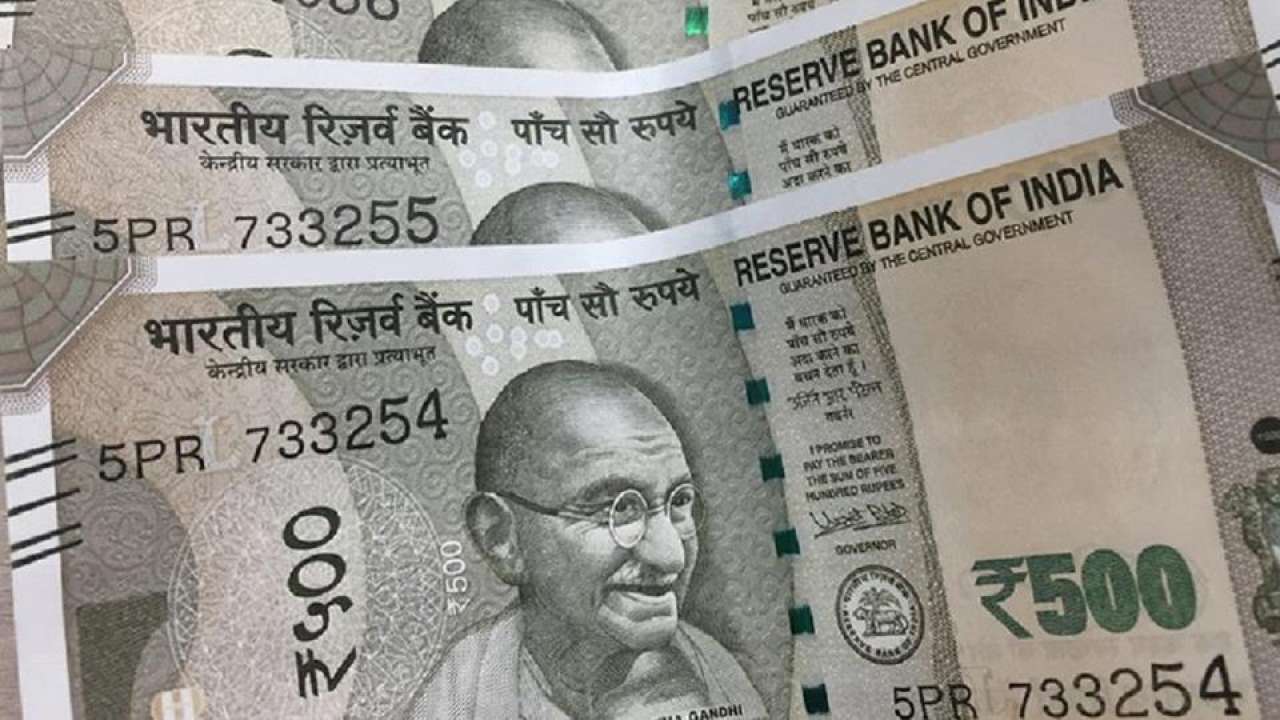 पाँच सौ रुपये
RESERVE BANK OF
GUARANTEED BY THE CENTRAL GOVERNMENT
भारतीय रिज़र्व बैंक
पाँच सौ रुपये
केन्द्रीय सरकार द्वारा प्रत्याभूत
मैं धारक को
पाँच सौ रुपये
अदा करने का
5PR 733255
RESERVE BANK OF INDIA
GUARANTEED BY THE CENTRAL GOVERNMENT
भारतीय रिज़र्व बैंक
पाँच सौ रुपये
केन्द्रीय सरकार द्वारा प्रत्याभूत
मैं धारक को
पाँच सौ रुपये
अदा करने का
वचन देता हूँ।
गवर्नर
5PR 733254
I PROMISE TO
PAY THE BEARER
THE SUM OF FIVE
HUNDRED RUPEES
GOVERNOR
₹५००
₹500
₹500
GANDHI
5PR 733254